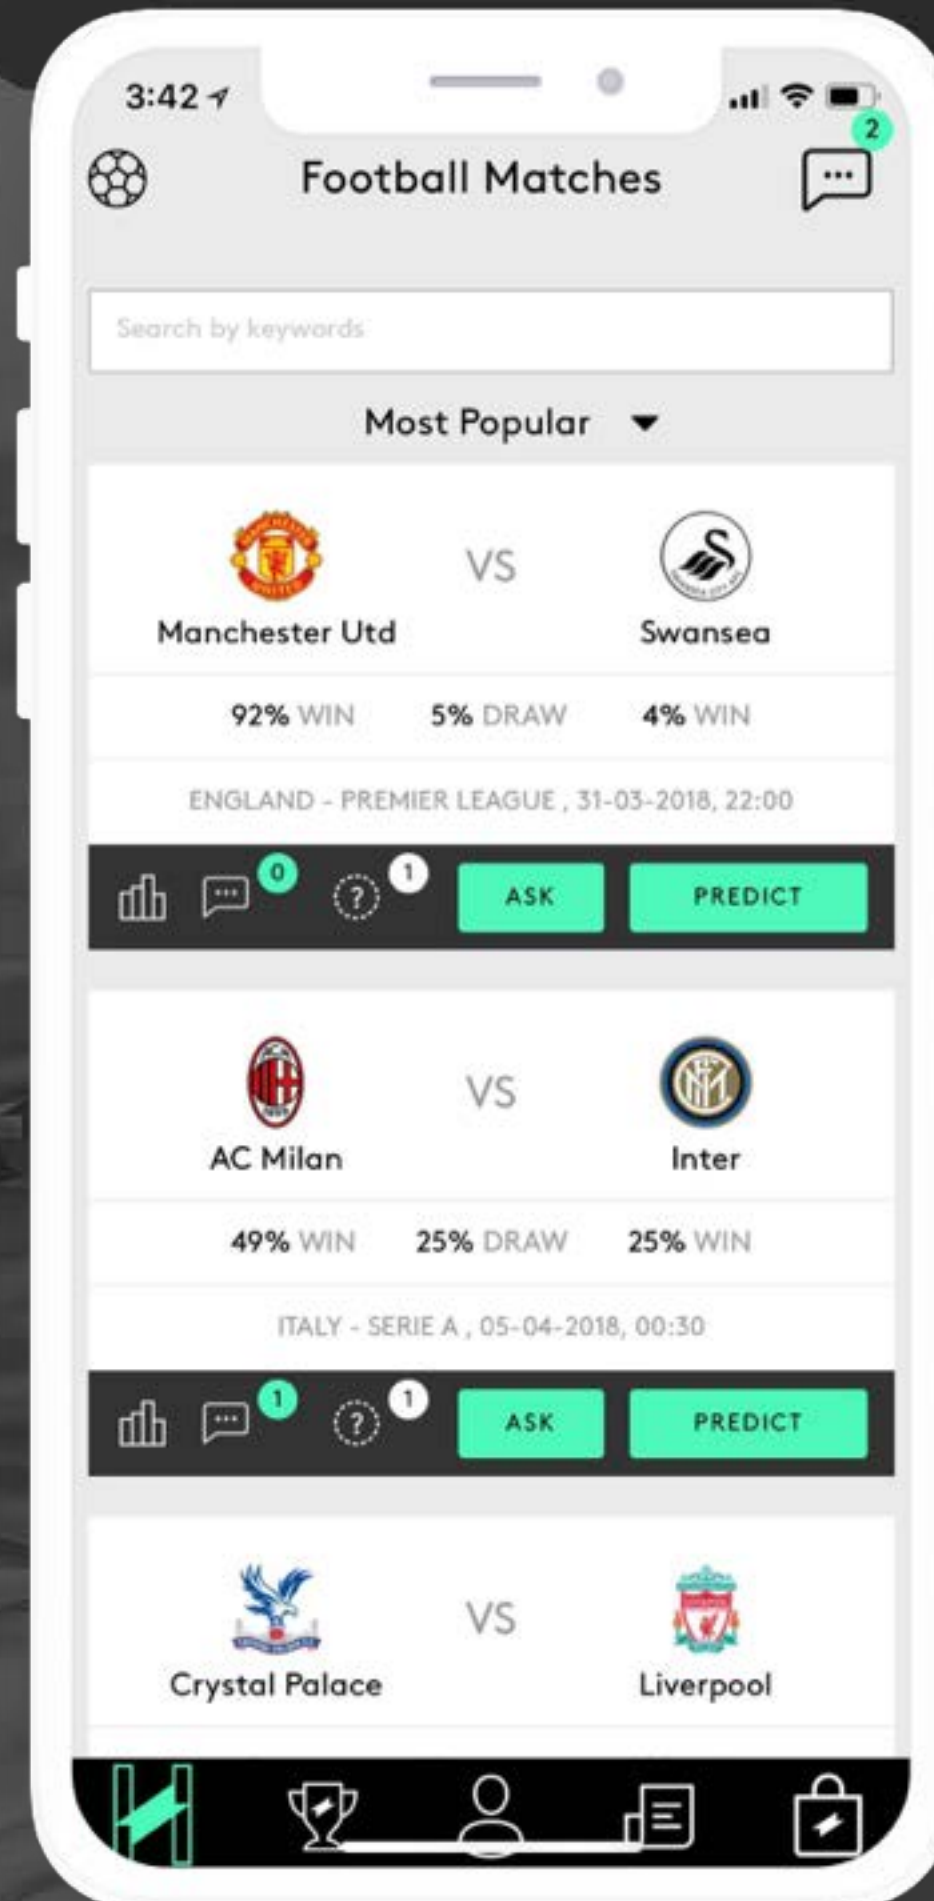 3:42
2
Football Matches
Search by keywords
Most Popular
MANCHESTER
UNITED
VS
Manchester Utd
Swansea
92% WIN 5% DRAW 4% WIN
ENGLAND - PREMIER LEAGUE , 31-03-2018, 22:00
0 ? 1 ASK PREDICT
VS
AC Milan
Inter
49% WIN 25% DRAW 25% WIN
ITALY - SERIE A , 05-04-2018, 00:30
1 ? 1 ASK PREDICT
VS
Crystal Palace
Liverpool